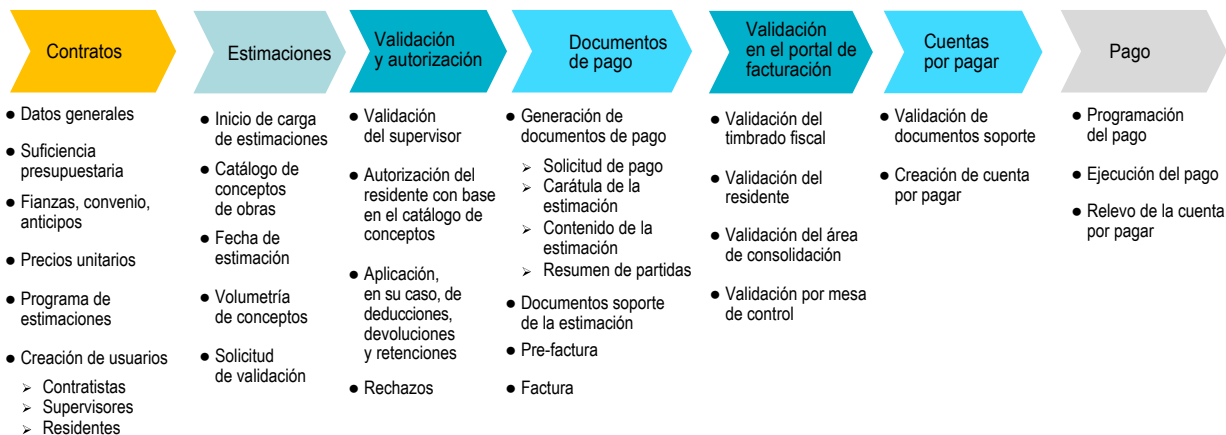 Contratos
● Datos generales
● Suficiencia
presupuestaria
● Fianzas, convenio,
anticipos
● Precios unitarios
● Programa de
estimaciones
● Creación de usuarios
➢ Contratistas
➢ Supervisores
➢ Residentes
Estimaciones
● Inicio de carga
de estimaciones
● Catálogo de
conceptos
de obras
● Fecha de
estimación
● Volumetría
de conceptos
● Solicitud
de validación
Validación
y autorización
● Validación
del supervisor
● Autorización del
residente con base
en el catálogo de
conceptos
● Aplicación,
en su caso, de
deducciones,
devoluciones
y retenciones
● Rechazos
Documentos
de pago
● Generación de
documentos de pago
➢ Solicitud de pago
➢ Carátula de la
estimación
➢ Contenido de la
estimación
➢ Resumen de partidas
● Documentos soporte
de la estimación
● Pre-factura
● Factura
Validación
en el portal de
facturación
● Validación del
timbrado fiscal
● Validación del
residente
● Validación del área
de consolidación
● Validación por mesa
de control
Cuentas
por pagar
● Validación de
documentos soporte
● Creación de cuenta
por pagar
Pago
● Programación
del pago
● Ejecución del pago
● Relevo de la cuenta
por pagar